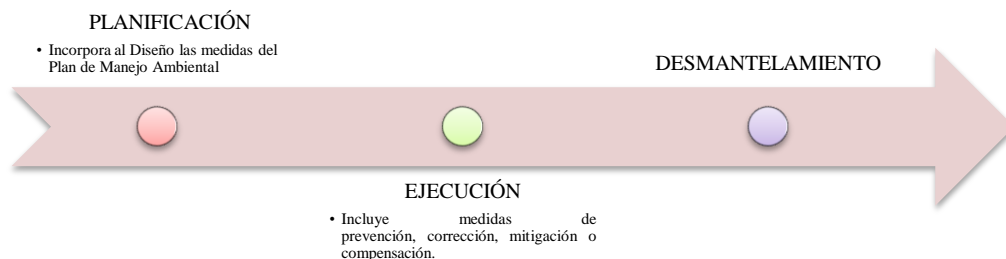 PLANIFICACIÓN
• Incorpora al Diseño las medidas del
Plan de Manejo Ambiental
DESMANTELAMIENTO
EJECUCIÓN
• Incluye medidas de
prevención, corrección, mitigación o
compensación.